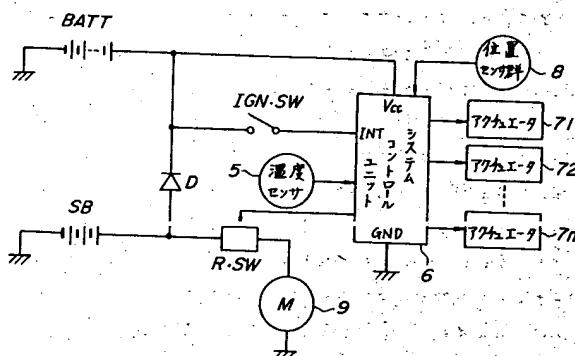 BATT
位置
センサ群
8
IGN・SW
Vcc
INT
システム
コントロール
ユニット
アクチュエータ
71
5
温度
センサ
D
アクチュエータ
72
SB
R・SW
GND
6
アクチュエータ
7n
M
9